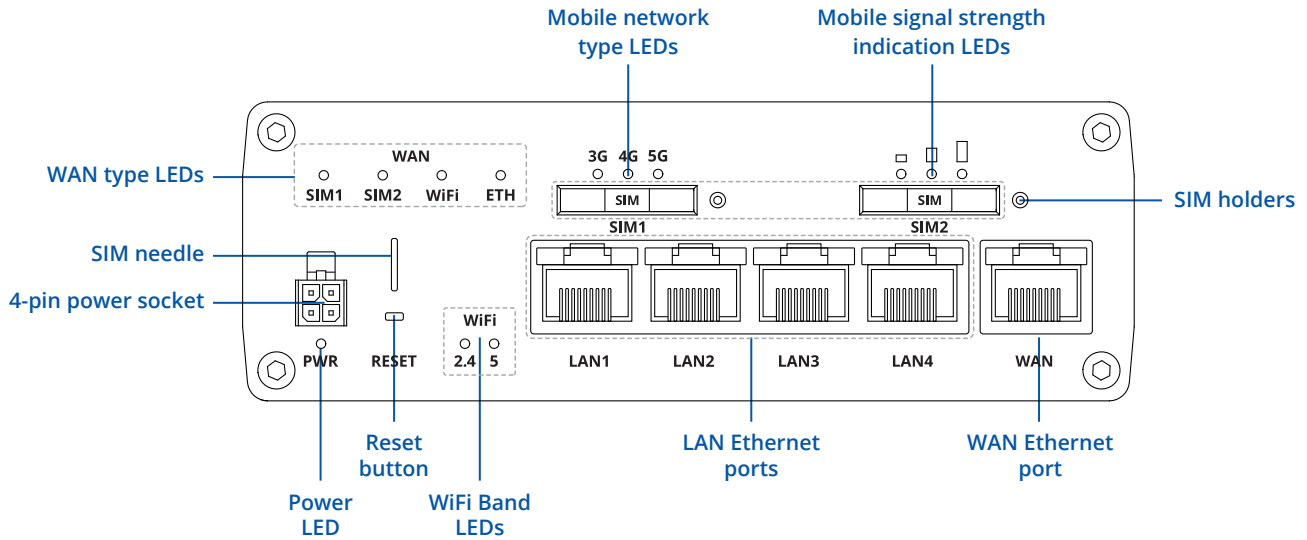 Mobile network
type LEDs
Mobile signal strength
indication LEDs
WAN type LEDs
WAN
SIM1 SIM2 WiFi ETH
3G 4G 5G
SIM
SIM1
SIM
SIM2
SIM holders
SIM needle
4-pin power socket
PWR
RESET
WiFi
2.4 5
LAN1 LAN2 LAN3 LAN4 WAN
Reset
button
LAN Ethernet
ports
WAN Ethernet
port
Power
LED
WiFi Band
LEDs